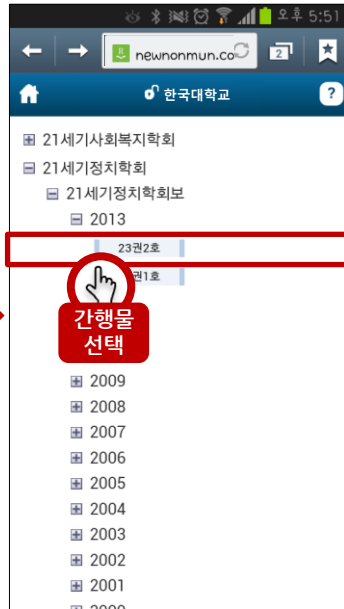 오후 5:51
newnonmun.co
2
한국대학교
?
21세기사회복지학회
21세기정치학회
21세기정치학회보
2013
23권2호
권1호
간행물
선택
2009
2008
2007
2006
2005
2004
2003
2002
2001